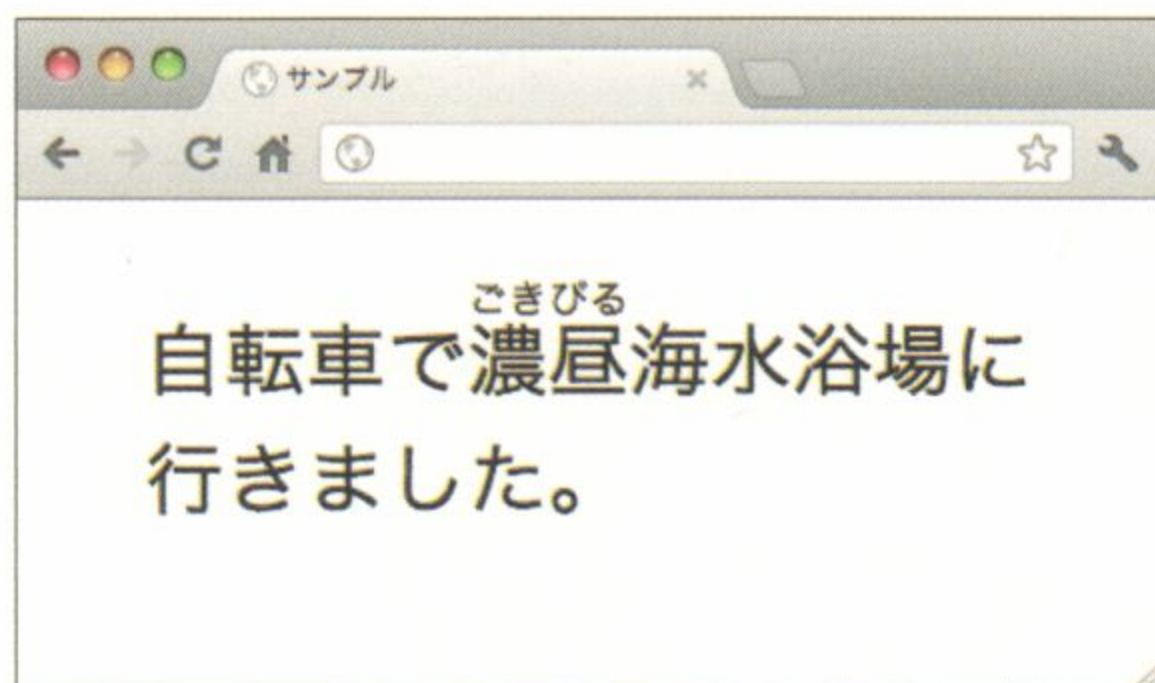 サンプル
ごきびる
自転車で濃昼海水浴場に
行きました。